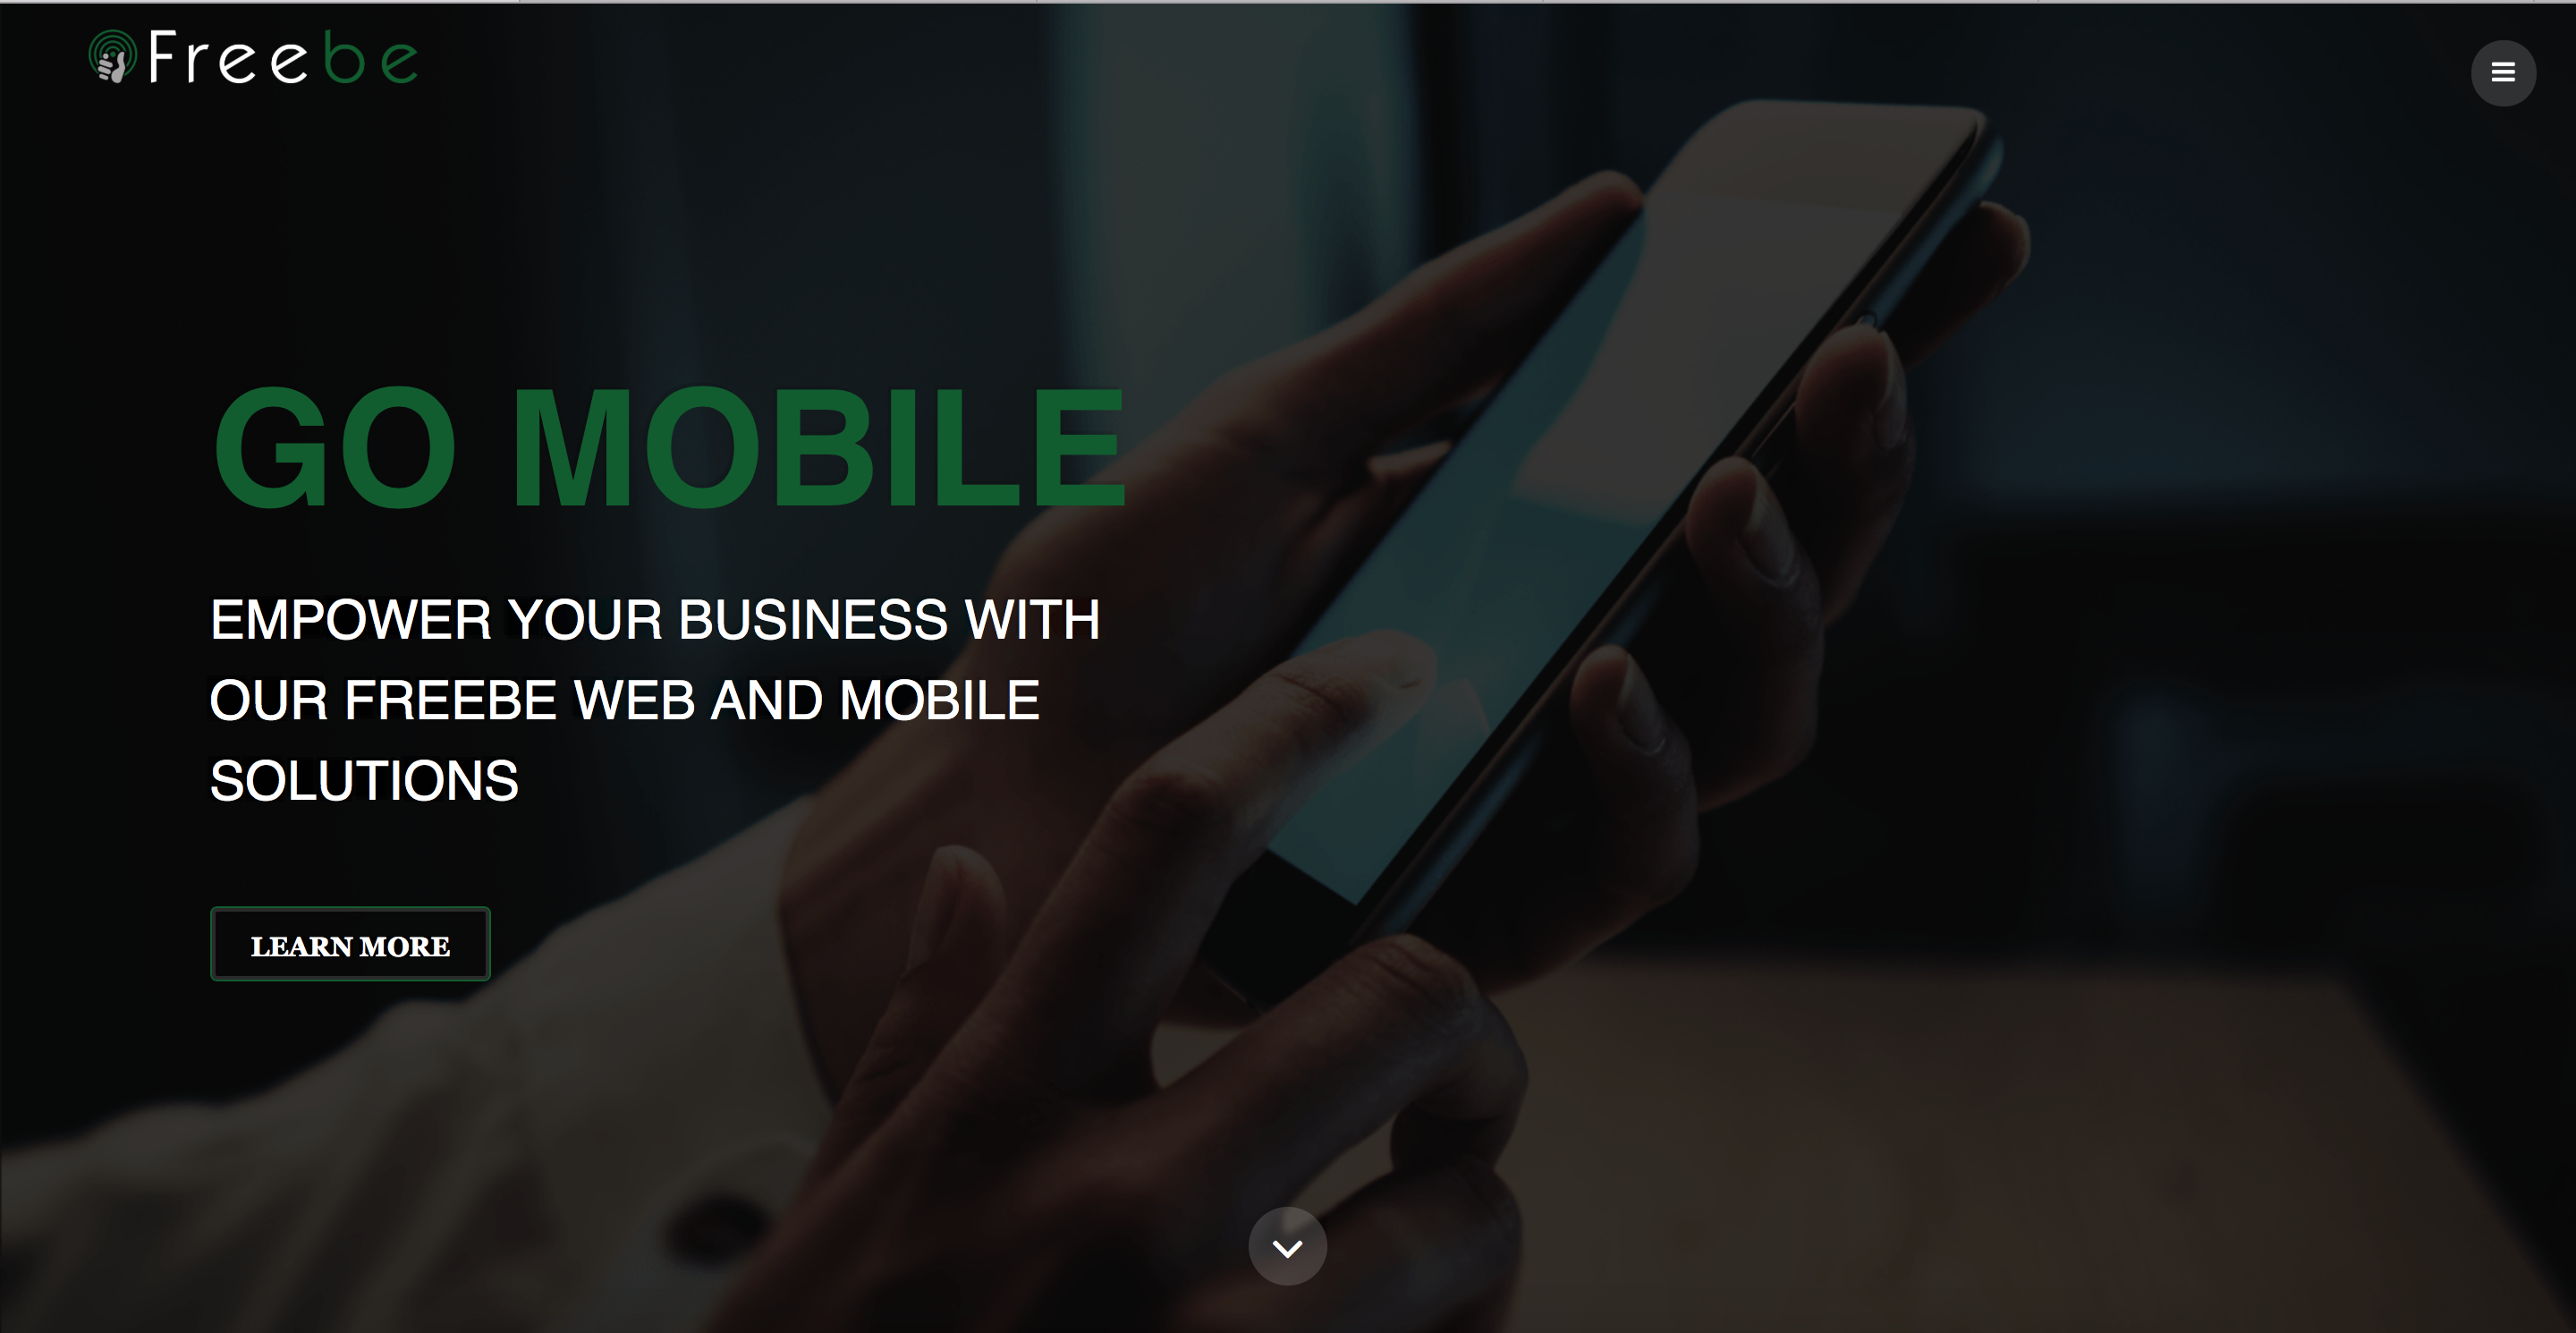 Freebe
GO MOBILE
EMPOWER YOUR BUSINESS WITH
OUR FREEBE WEB AND MOBILE
SOLUTIONS
LEARN MORE